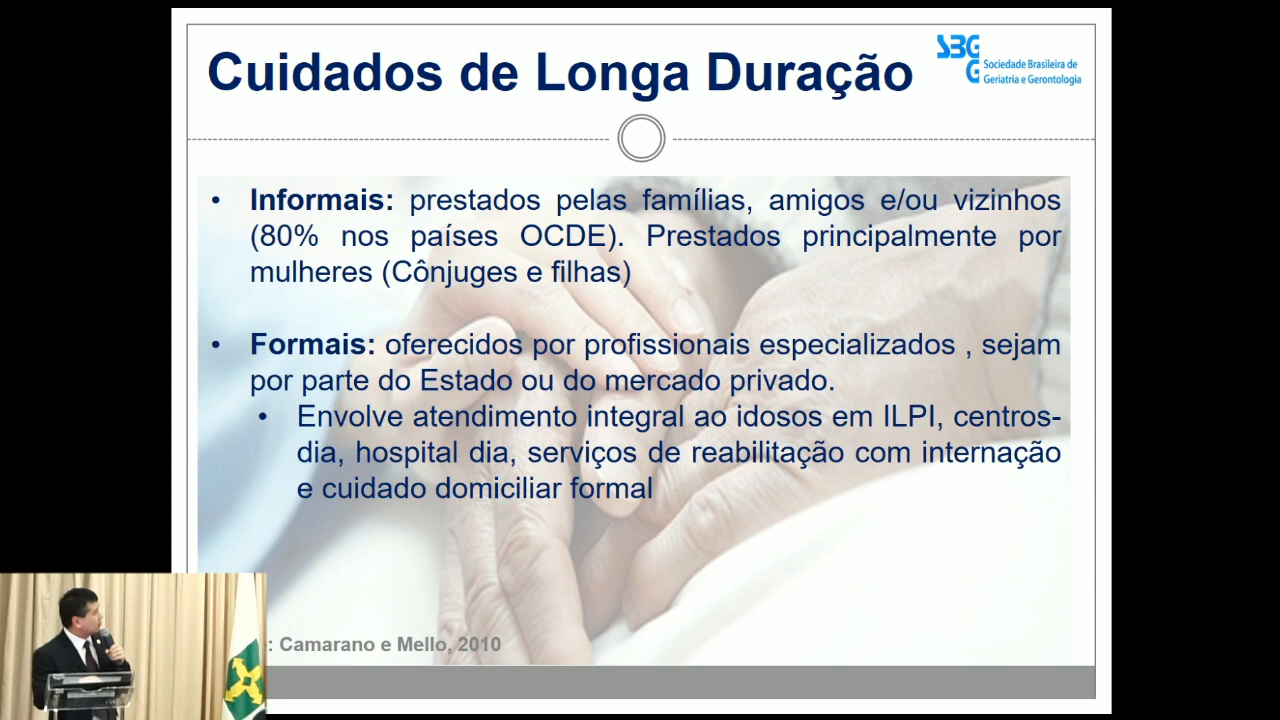 Cuidados de Longa Duração
SBGG
Sociedade Brasileira de
Geriatria e Gerontologia
• Informais: prestados pelas famílias, amigos e/ou vizinhos
(80% nos países OCDE). Prestados principalmente por
mulheres (Cônjuges e filhas)
• Formais: oferecidos por profissionais especializados , sejam
por parte do Estado ou do mercado privado.
• Envolve atendimento integral ao idosos em ILPI, centros-
dia, hospital dia, serviços de reabilitação com internação
e cuidado domiciliar formal
: Camarano e Mello, 2010